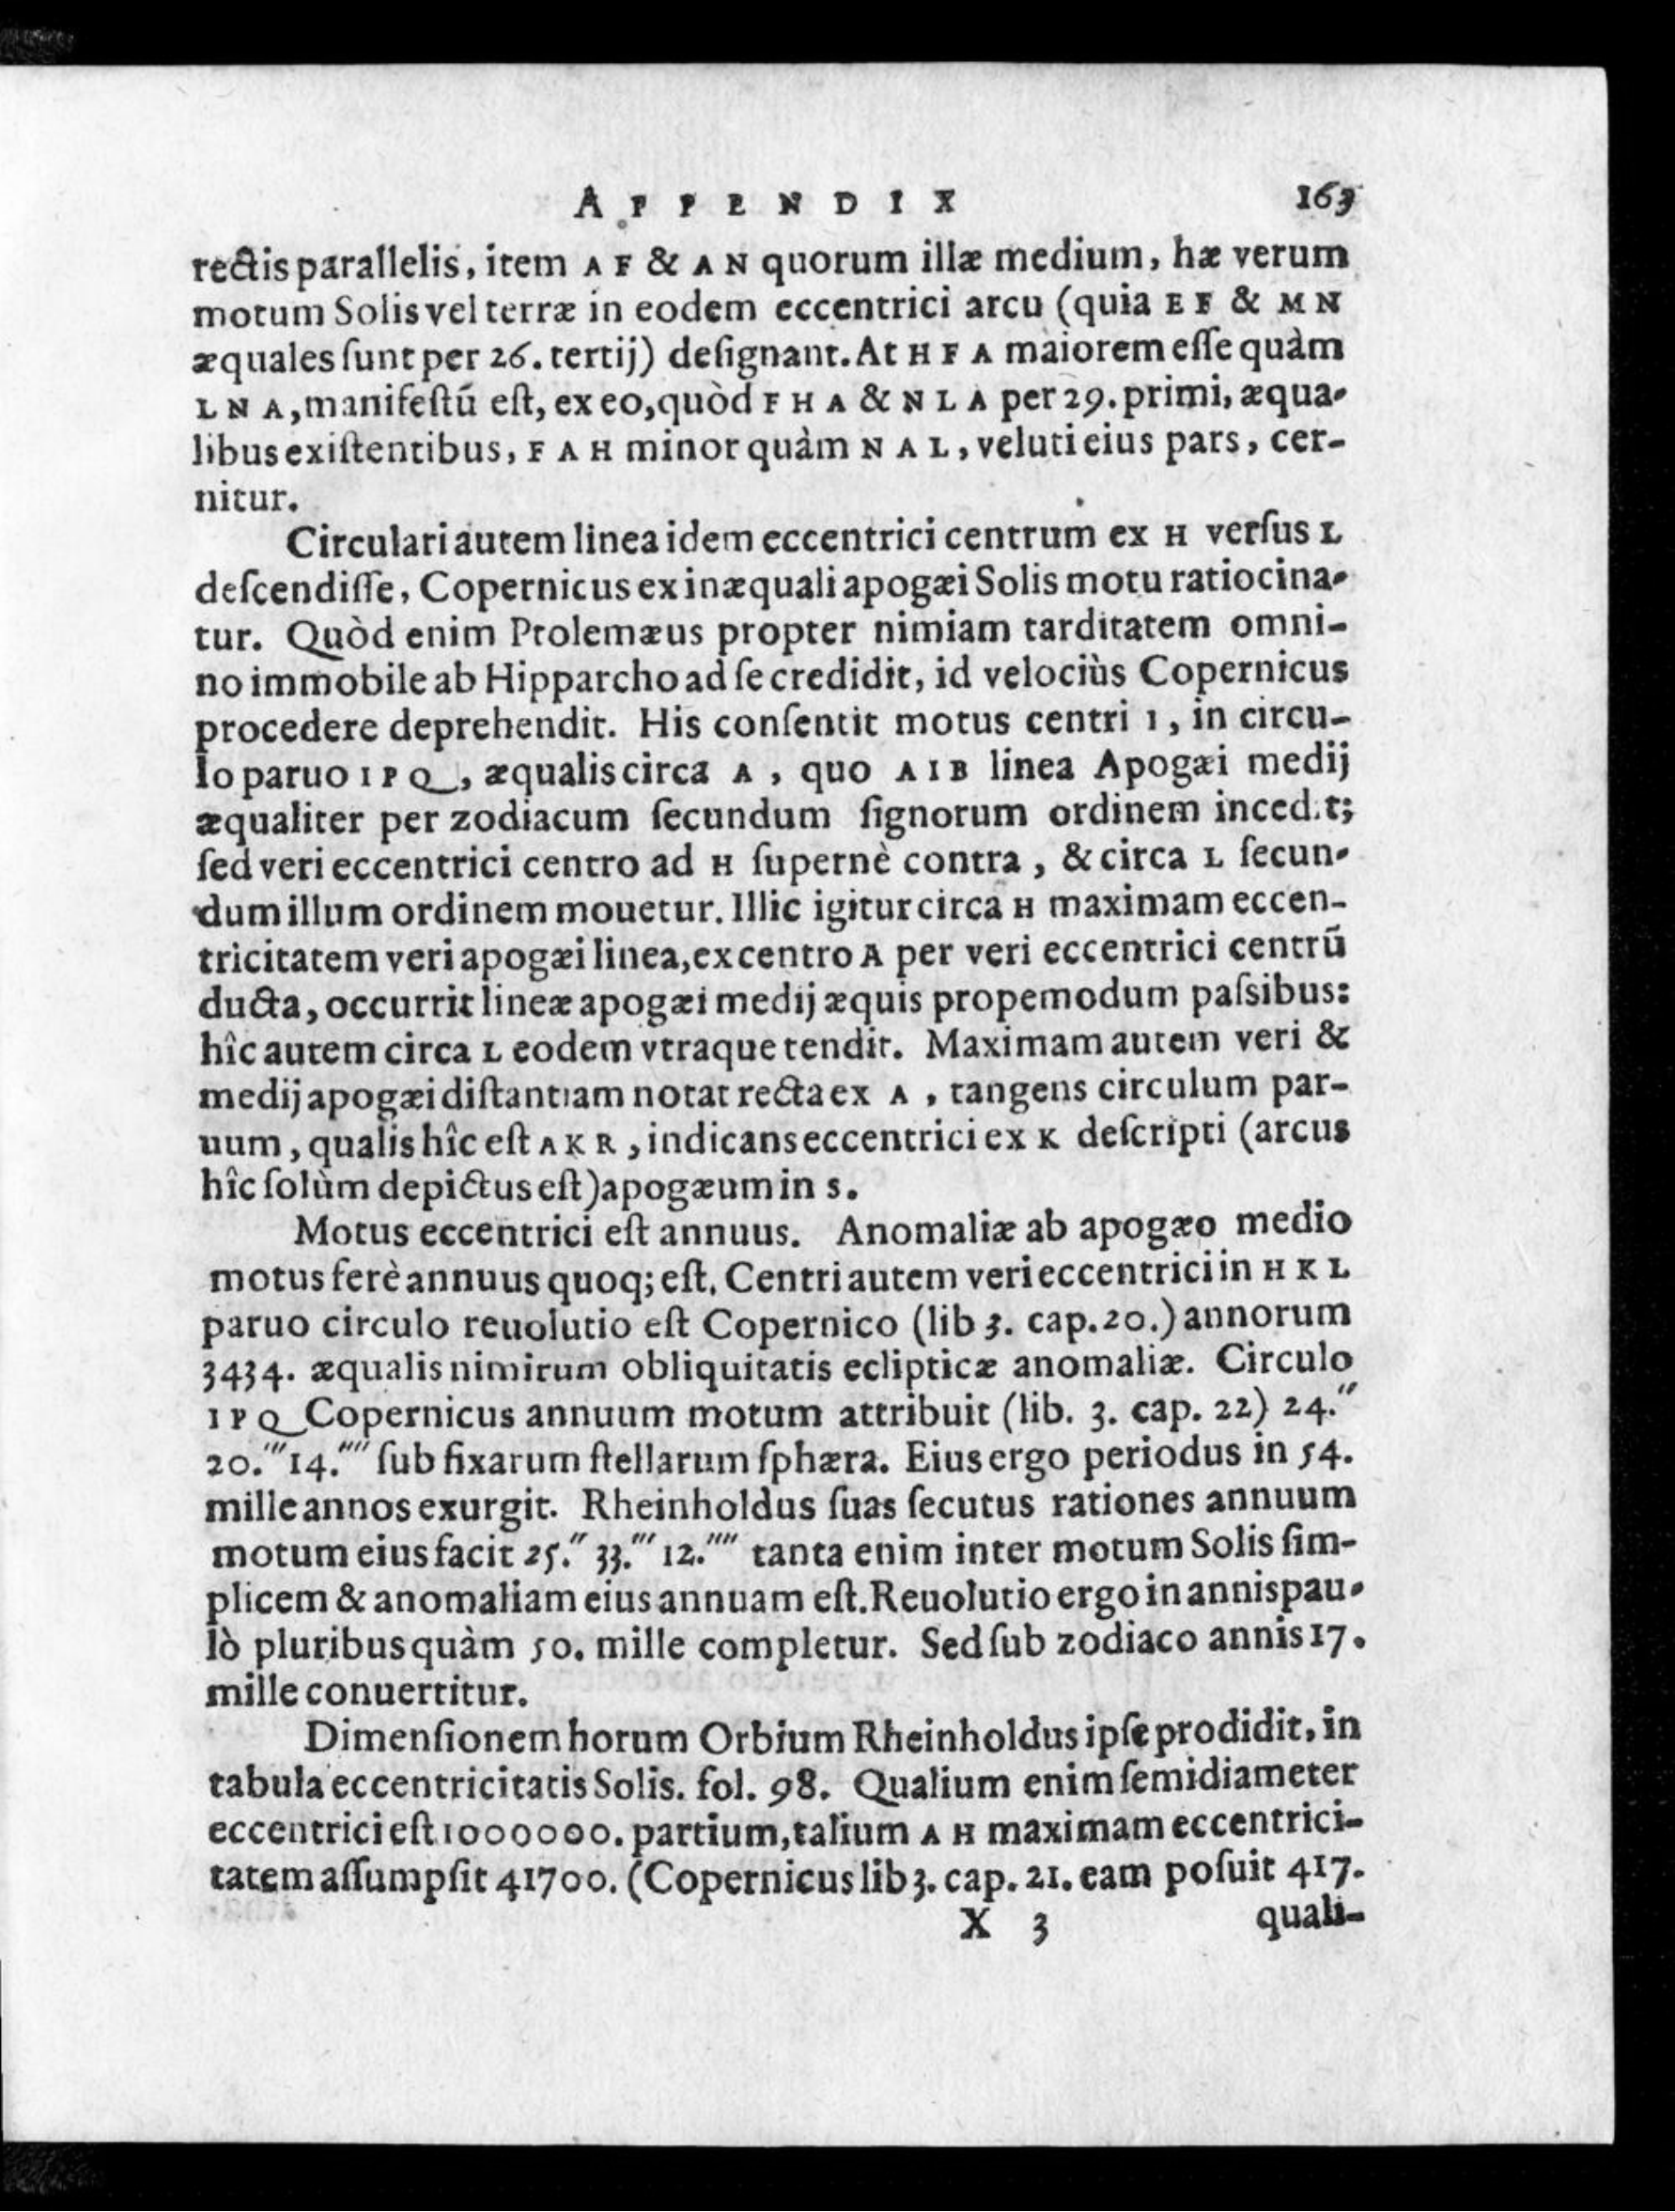 APPENDIX 163
rectis parallelis, item A F & A N quorum illæ medium, hæ verum
motum Solis vel terræ in eodem eccentrici arcu (quia E F & M N
æquales ſunt per 26. tertij) deſignant. At H F A maiorem eſſe quàm
L N A, manifeſtū eſt, ex eo, quòd F H A & N L A per 29. primi, æqua-
libus exiſtentibus, F A H minor quàm N A L, veluti eius pars, cer-
nitur.
Circulari autem linea idem eccentrici centrum ex H verſus L
deſcendiſſe, Copernicus ex inæquali apogæi Solis motu ratiocina-
tur. Quòd enim Ptolemæus propter nimiam tarditatem omni-
no immobile ab Hipparcho ad ſe credidit, id velociùs Copernicus
procedere deprehendit. His conſentit motus centri I, in circu-
lo paruo I P Q, æqualis circa A, quo A I B linea Apogæi medij
æqualiter per zodiacum ſecundum ſignorum ordinem inced.t;
ſed veri eccentrici centro ad H ſupernè contra, & circa L ſecun-
dum illum ordinem mouetur. Illic igitur circa H maximam eccen-
tricitatem veri apogæi linea, ex centro A per veri eccentrici centrū
ducta, occurrit lineæ apogæi medij æquis propemodum paſsibus:
hîc autem circa L eodem vtraque tendit. Maximam autem veri &
medij apogæi diſtantiam notat recta ex A, tangens circulum par-
uum, qualis hîc eſt A K R, indicans eccentrici ex K deſcripti (arcus
hîc ſolùm depictus eſt) apogæum in S.
Motus eccentrici eſt annuus. Anomaliæ ab apogæo medio
motus ferè annuus quoq; eſt. Centri autem veri eccentrici in H K L
paruo circulo reuolutio eſt Copernico (lib 3. cap. 20.) annorum
3434. æqualis nimirum obliquitatis eclipticæ anomaliæ. Circulo
I P Q Copernicus annuum motum attribuit (lib. 3. cap. 22) 24.''
20.''' 14.'''' ſub fixarum ſtellarum ſphæra. Eius ergo periodus in 54.
mille annos exurgit. Rheinholdus ſuas ſecutus rationes annuum
motum eius facit 25.'' 33.''' 12.'''' tanta enim inter motum Solis ſim-
plicem & anomaliam eius annuam eſt. Reuolutio ergo in annis pau-
lò pluribus quàm 50. mille completur. Sed ſub zodiaco annis 17.
mille conuertitur.
Dimenſionem horum Orbium Rheinholdus ipſe prodidit, in
tabula eccentricitatis Solis. fol. 98. Qualium enim ſemidiameter
eccentrici eſt 1000000. partium, talium A H maximam eccentrici-
tatem aſſumpſit 41700. (Copernicus lib 3. cap. 21. eam poſuit 417.
X 3 quali-